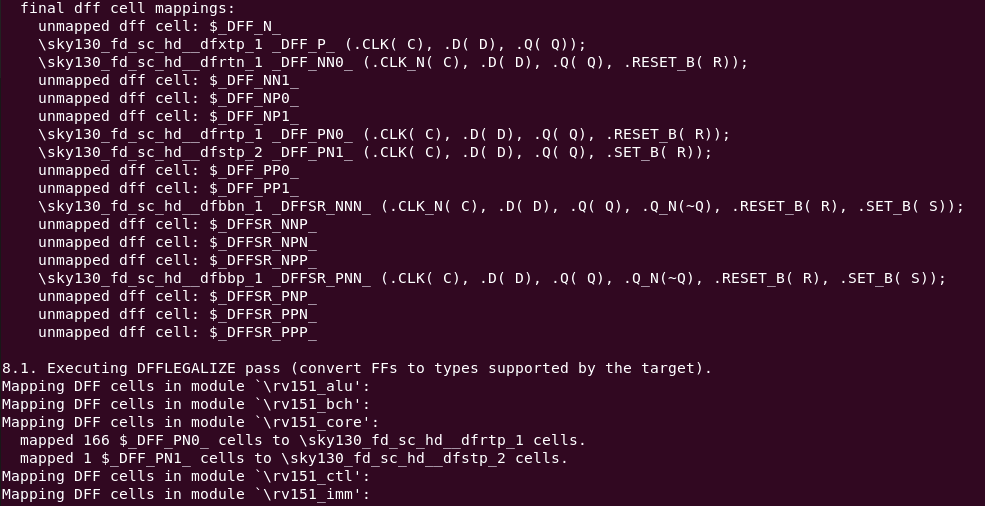 final dff cell mappings:
    unmapped dff cell: $_DFF_N_
    \sky130_fd_sc_hd__dfxtp_1 _DFF_P_ (.CLK( C), .D( D), .Q( Q));
    \sky130_fd_sc_hd__dfrtn_1 _DFF_NN0_ (.CLK_N( C), .D( D), .Q( Q), .RESET_B( R));
    unmapped dff cell: $_DFF_NN1_
    unmapped dff cell: $_DFF_NP0_
    unmapped dff cell: $_DFF_NP1_
    \sky130_fd_sc_hd__dfrtp_1 _DFF_PN0_ (.CLK( C), .D( D), .Q( Q), .RESET_B( R));
    \sky130_fd_sc_hd__dfstp_2 _DFF_PN1_ (.CLK( C), .D( D), .Q( Q), .SET_B( R));
    unmapped dff cell: $_DFF_PP0_
    unmapped dff cell: $_DFF_PP1_
    \sky130_fd_sc_hd__dfbbn_1 _DFFSR_NNN_ (.CLK_N( C), .D( D), .Q( Q), .Q_N(~Q), .RESET_B( R), .SET_B( S));
    unmapped dff cell: $_DFFSR_NNP_
    unmapped dff cell: $_DFFSR_NPN_
    unmapped dff cell: $_DFFSR_NPP_
    \sky130_fd_sc_hd__dfbbp_1 _DFFSR_PNN_ (.CLK( C), .D( D), .Q( Q), .Q_N(~Q), .RESET_B( R), .SET_B( S));
    unmapped dff cell: $_DFFSR_PNP_
    unmapped dff cell: $_DFFSR_PPN_
    unmapped dff cell: $_DFFSR_PPP_

8.1. Executing DFFLEGALIZE pass (convert FFs to types supported by the target).
Mapping DFF cells in module `\rv151_alu':
Mapping DFF cells in module `\rv151_bch':
Mapping DFF cells in module `\rv151_core':
  mapped 166 $_DFF_PN0_ cells to \sky130_fd_sc_hd__dfrtp_1 cells.
  mapped 1 $_DFF_PN1_ cells to \sky130_fd_sc_hd__dfstp_2 cells.
Mapping DFF cells in module `\rv151_ctl':
Mapping DFF cells in module `\rv151_imm':